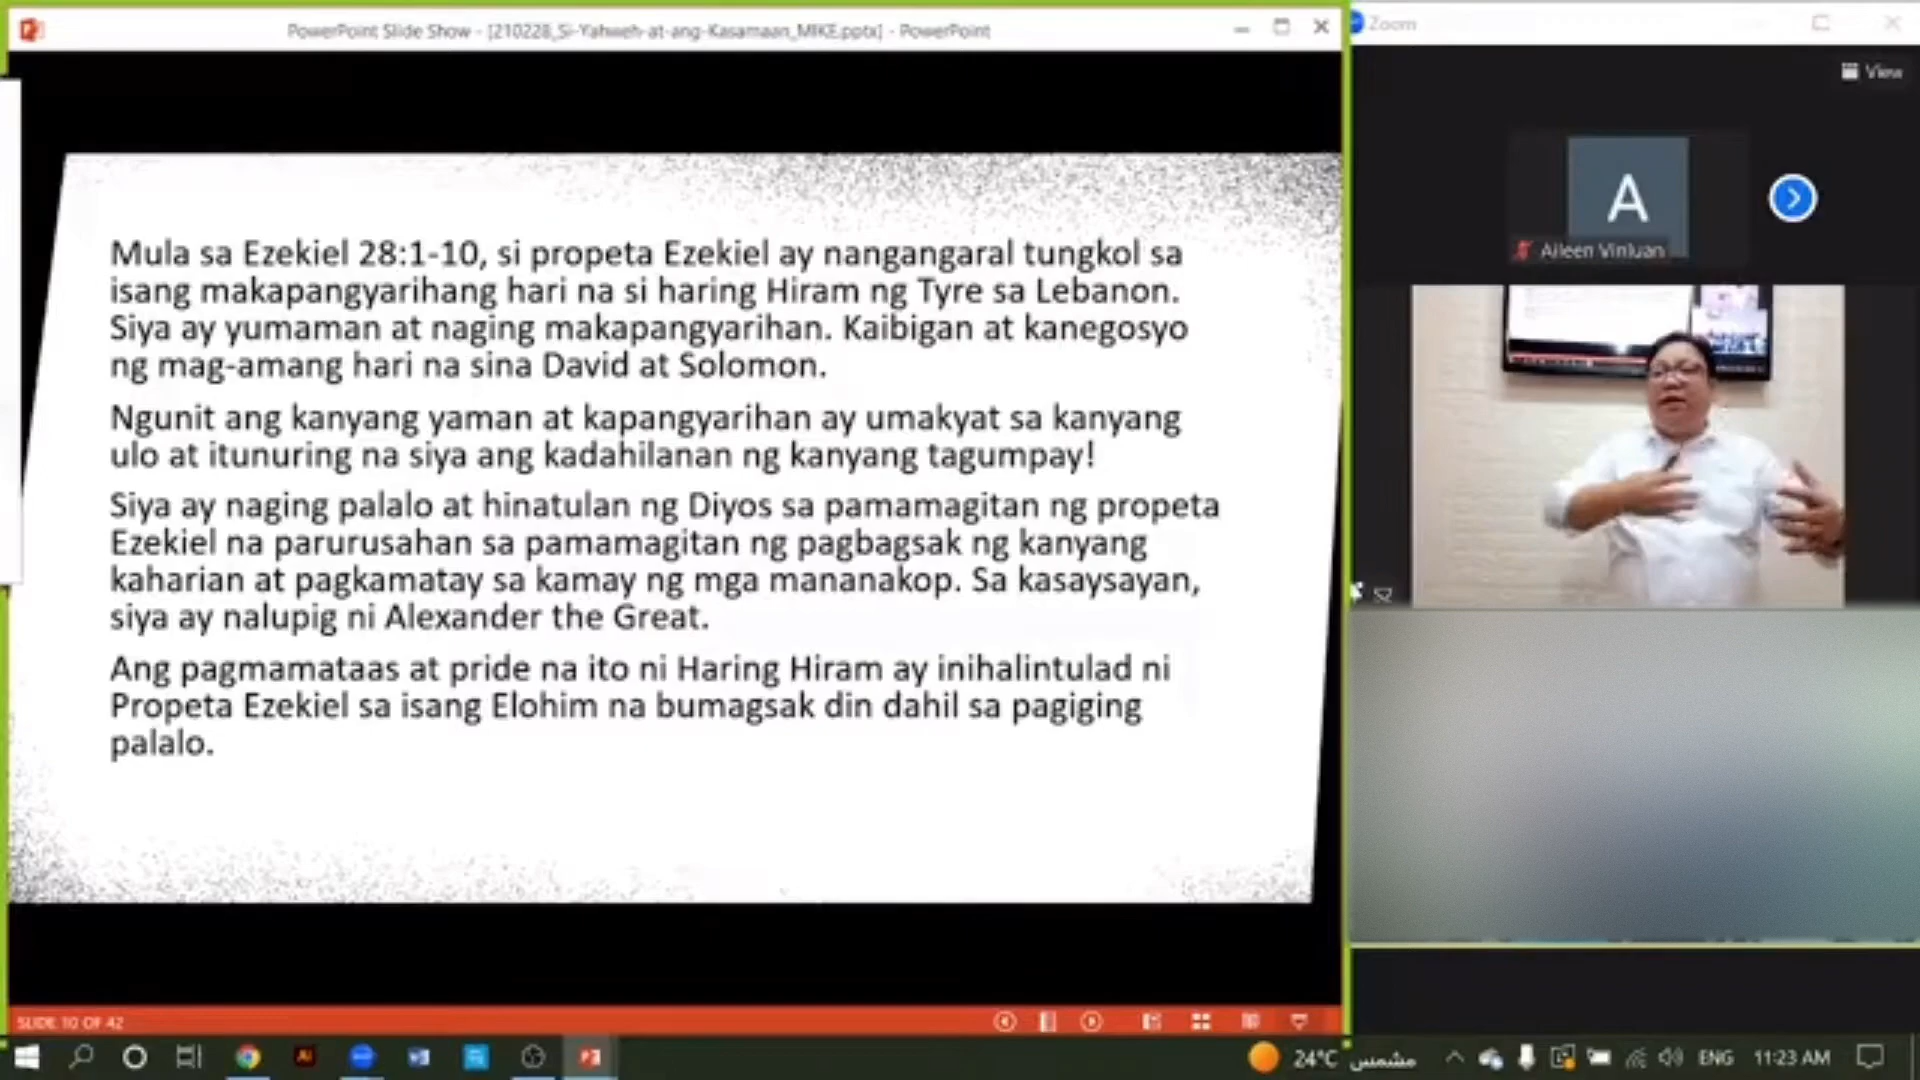 PowerPoint Slide Show - [210228_Si-Yahweh-at-ang-Kasamaan_MIKE.pptx] - PowerPoint
Zoom
View
A
Aileen Vinluan
Mula sa Ezekiel 28:1-10, si propeta Ezekiel ay nangangaral tungkol sa
isang makapangyarihang hari na si haring Hiram ng Tyre sa Lebanon.
Siya ay yumaman at naging makapangyarihan. Kaibigan at kanegosyo
ng mag-amang hari na sina David at Solomon.
Ngunit ang kanyang yaman at kapangyarihan ay umakyat sa kanyang
ulo at itunuring na siya ang kadahilanan ng kanyang tagumpay!
Siya ay naging palalo at hinatulan ng Diyos sa pamamagitan ng propeta
Ezekiel na parurusahan sa pamamagitan ng pagbagsak ng kanyang
kaharian at pagkamatay sa kamay ng mga mananakop. Sa kasaysayan,
siya ay nalupig ni Alexander the Great.
Ang pagmamataas at pride na ito ni Haring Hiram ay inihalintulad ni
Propeta Ezekiel sa isang Elohim na bumagsak din dahil sa pagiging
palalo.
SLIDE 10 OF 42
24°C مشمس
ENG
11:23 AM